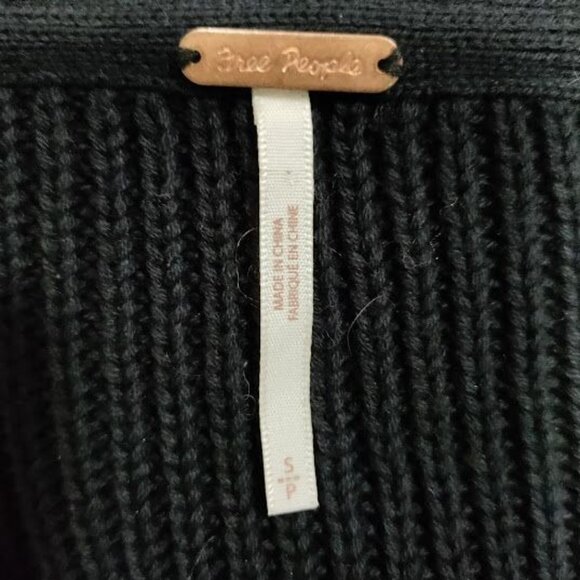 Free People
MADE IN CHINA
FABRIQUÉ EN CHINE
S
P